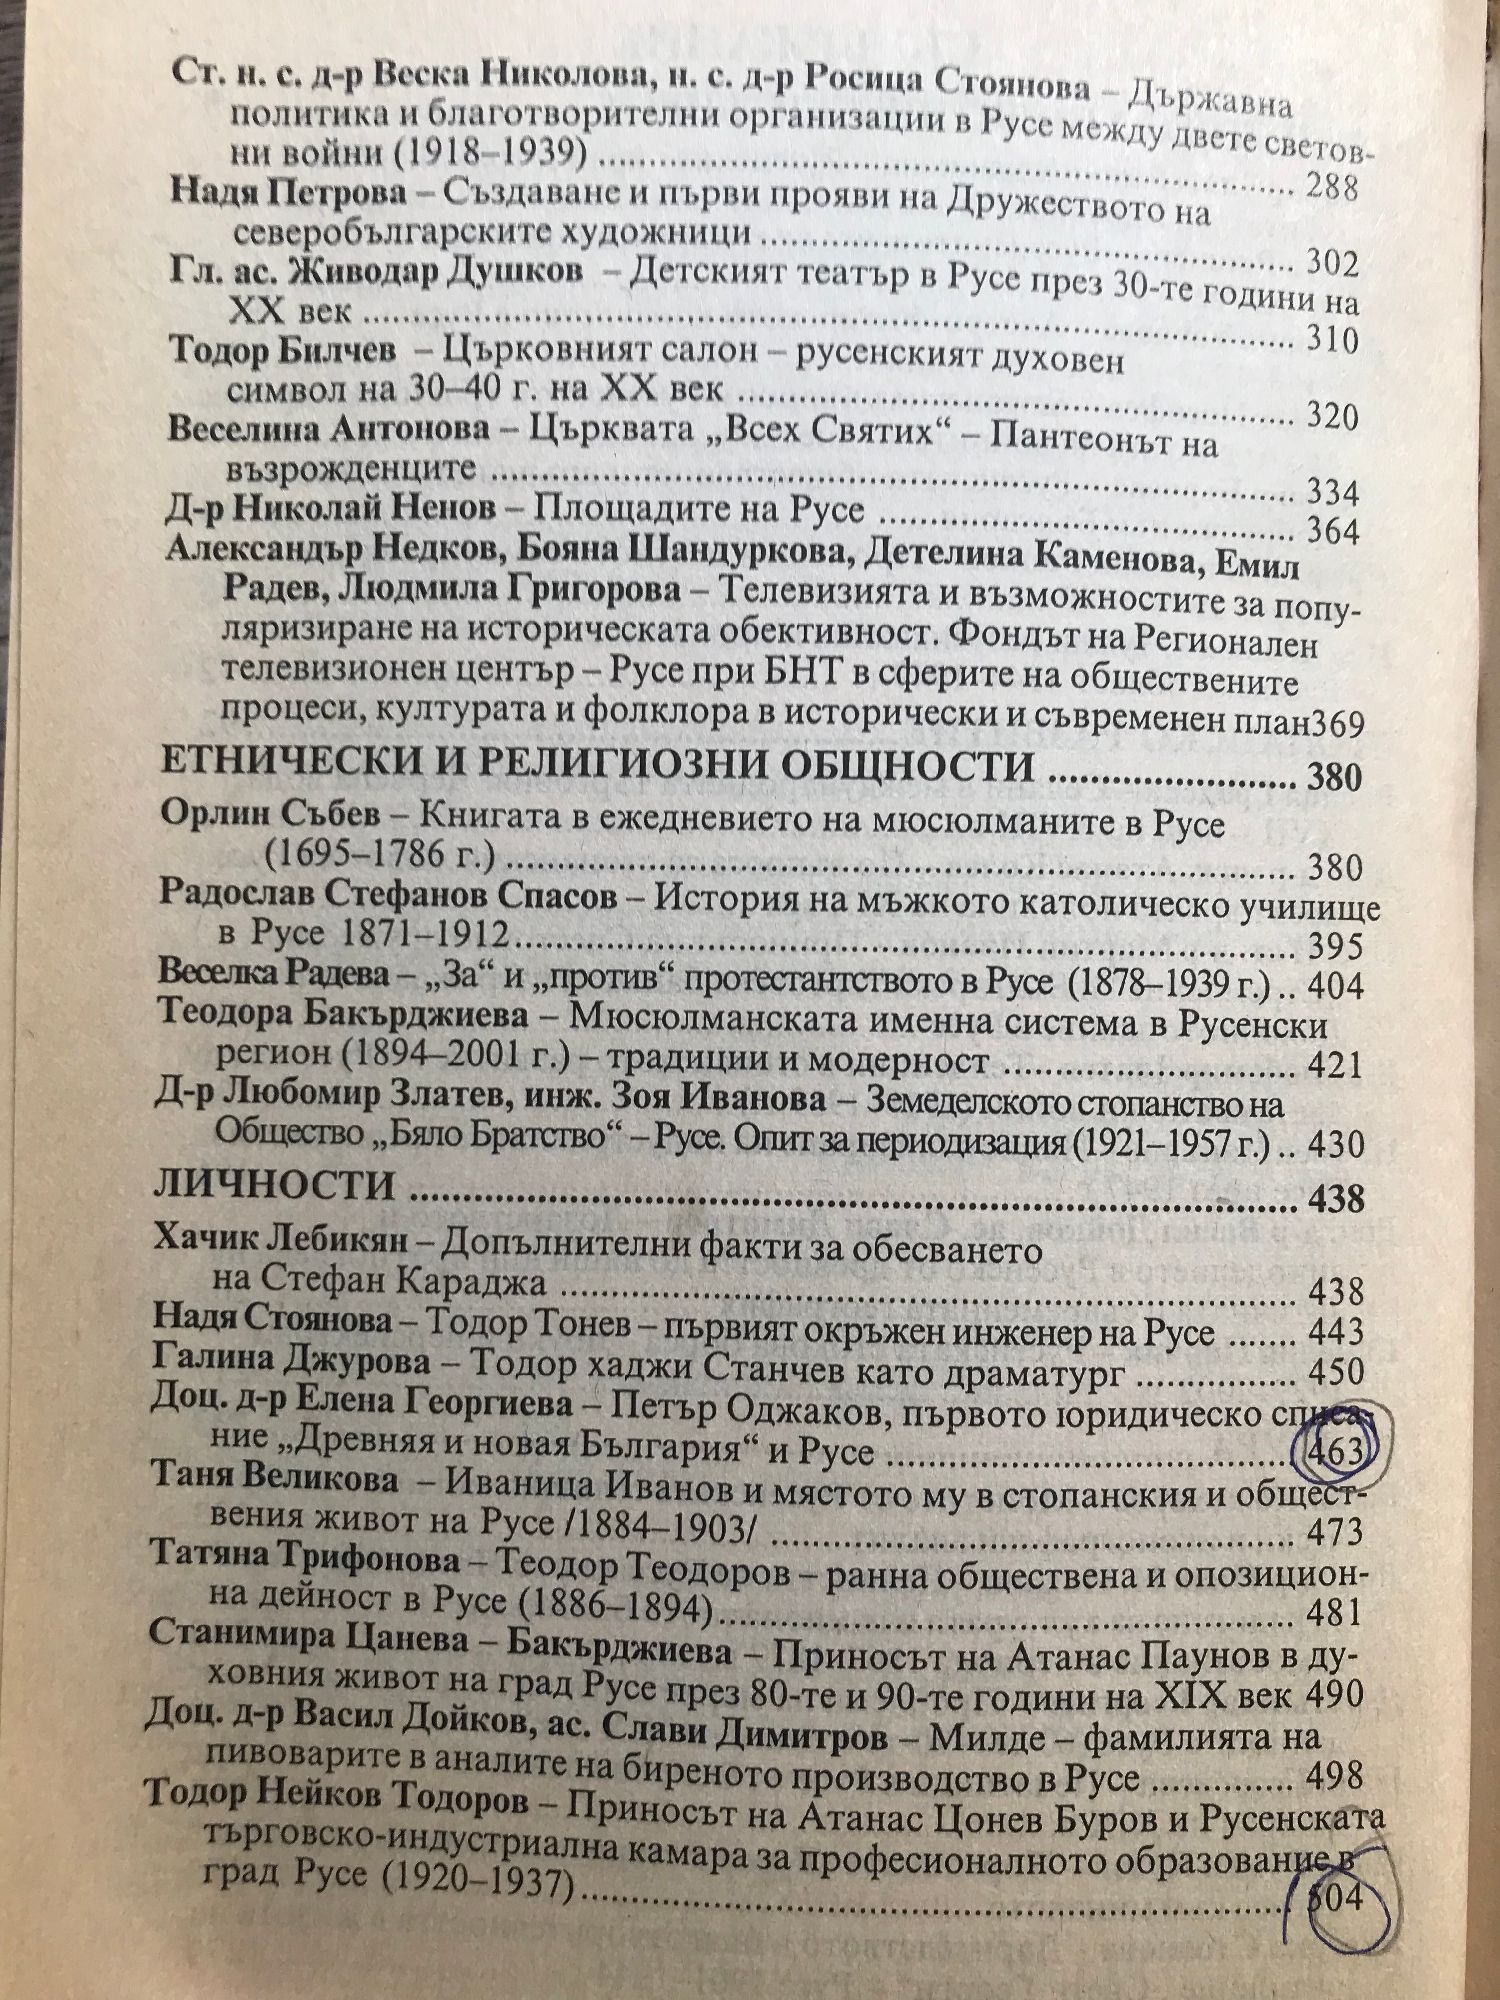 Ст. н. с. д-р Веска Николова, н. с. д-р Росица Стоянова – Държавна
политика и благотворителни организации в Русе между двете светов-
ни войни (1918–1939) ........................................ 288
Надя Петрова – Създаване и първи прояви на Дружеството на
северобългарските художници ........................................ 302
Гл. ас. Живодар Душков – Детският театър в Русе през 30-те години на
XX век ........................................ 310
Тодор Билчев – Църковният салон – русенският духовен
символ на 30–40 г. на XX век ........................................ 320
Веселина Антонова – Църквата „Всех Святих“ – Пантеонът на
възрожденците ........................................ 334
Д-р Николай Ненов – Площадите на Русе ........................................ 364
Александър Недков, Бояна Шандуркова, Детелина Каменова, Емил
Радев, Людмила Григорова – Телевизията и възможностите за попу-
ляризиране на историческата обективност. Фондът на Регионален
телевизионен център – Русе при БНТ в сферите на обществените
процеси, културата и фолклора в исторически и съвременен план369
ЕТНИЧЕСКИ И РЕЛИГИОЗНИ ОБЩНОСТИ ........................ 380
Орлин Събев – Книгата в ежедневието на мюсюлманите в Русе
(1695–1786 г.) ........................................ 380
Радослав Стефанов Спасов – История на мъжкото католическо училище
в Русе 1871–1912........................................ 395
Веселка Радева – „За“ и „против“ протестантството в Русе (1878–1939 г.) .. 404
Теодора Бакърджиева – Мюсюлманската именна система в Русенски
регион (1894–2001 г.) – традиции и модерност ............................ 421
Д-р Любомир Златев, инж. Зоя Иванова – Земеделското стопанство на
Общество „Бяло Братство“ – Русе. Опит за периодизация (1921–1957 г.) .. 430
ЛИЧНОСТИ ........................................ 438
Хачик Лебикян – Допълнителни факти за обесването
на Стефан Караджа ........................................ 438
Надя Стоянова – Тодор Тонев – първият окръжен инженер на Русе ....... 443
Галина Джурова – Тодор хаджи Станчев като драматург ................ 450
Доц. д-р Елена Георгиева – Петър Оджаков, първото юридическо списа-
ние „Древняя и новая България“ и Русе ........................................ 463
Таня Великова – Иваница Иванов и мястото му в стопанския и общест-
вения живот на Русе /1884–1903/ ........................................ 473
Татяна Трифонова – Теодор Теодоров – ранна обществена и опозицион-
на дейност в Русе (1886–1894)........................................ 481
Станимира Цанева – Бакърджиева – Приносът на Атанас Паунов в ду-
ховния живот на град Русе през 80-те и 90-те години на XIX век 490
Доц. д-р Васил Дойков, ас. Слави Димитров – Милде – фамилията на
пивоварите в аналите на биреното производство в Русе .............. 498
Тодор Нейков Тодоров – Приносът на Атанас Цонев Буров и Русенската
търговско-индустриална камара за професионалното образование в
град Русе (1920–1937)........................................ 504